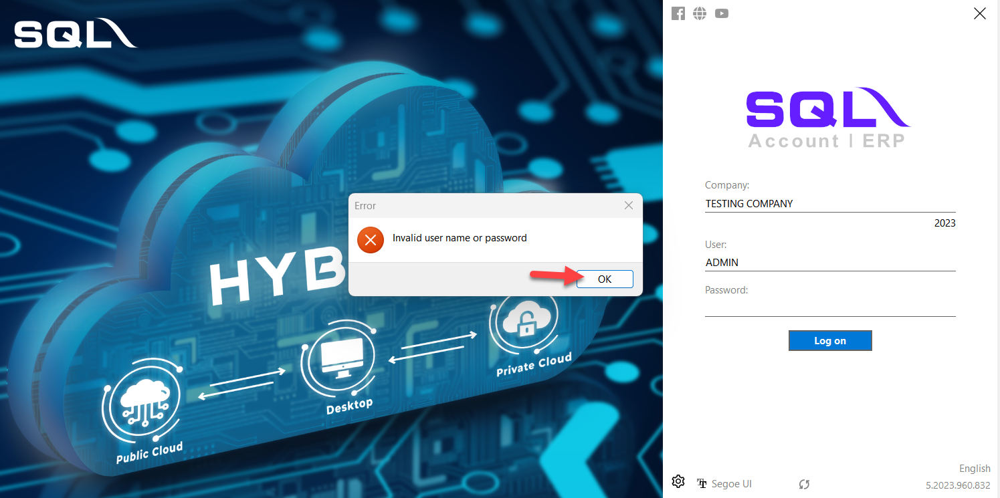 SQL
HYB
Public Cloud
Desktop
Private Cloud
Error
Invalid user name or password
OK
SQL
Account | ERP
Company:
TESTING COMPANY
2023
User:
ADMIN
Password:
Log on
English
Segoe UI
5.2023.960.832